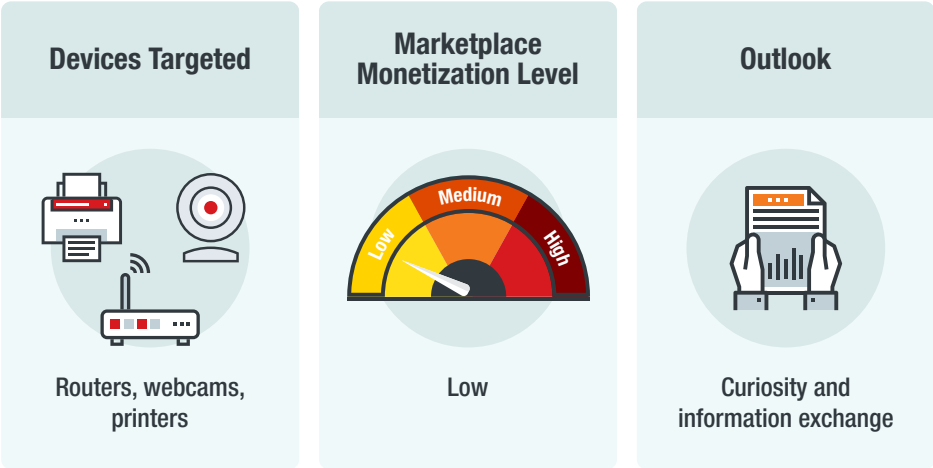 Devices Targeted
Routers, webcams,
printers
Marketplace
Monetization Level
Low
Medium
High
Low
Outlook
Curiosity and
information exchange